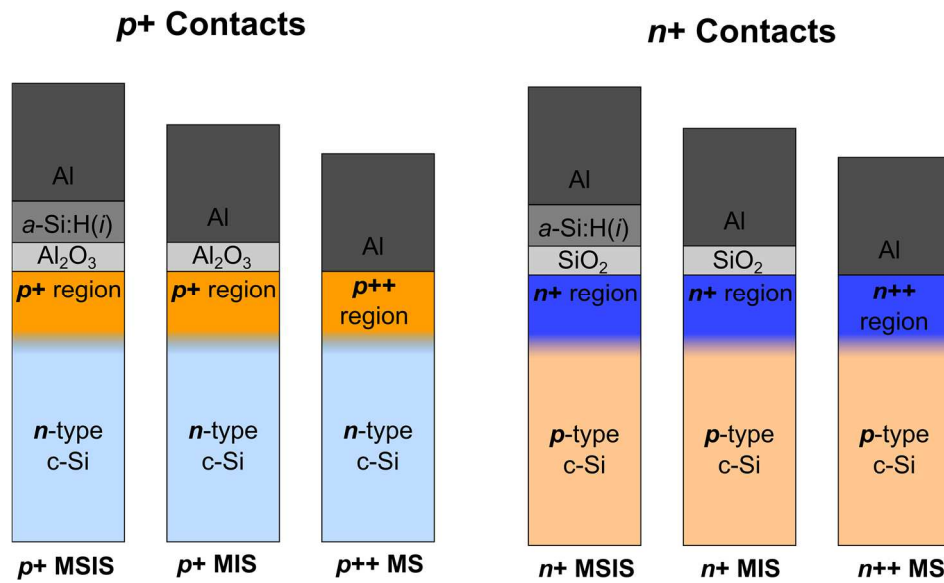 p+ Contacts
Al
a-Si:H(i)
Al₂O₃
p+ region
n-type
c-Si
p+ MSIS
Al
Al₂O₃
p+ region
n-type
c-Si
p+ MIS
Al
p++
region
n-type
c-Si
p++ MS
n+ Contacts
Al
a-Si:H(i)
SiO₂
n+ region
p-type
c-Si
n+ MSIS
Al
SiO₂
n+ region
p-type
c-Si
n+ MIS
Al
n++
region
p-type
c-Si
n++ MS